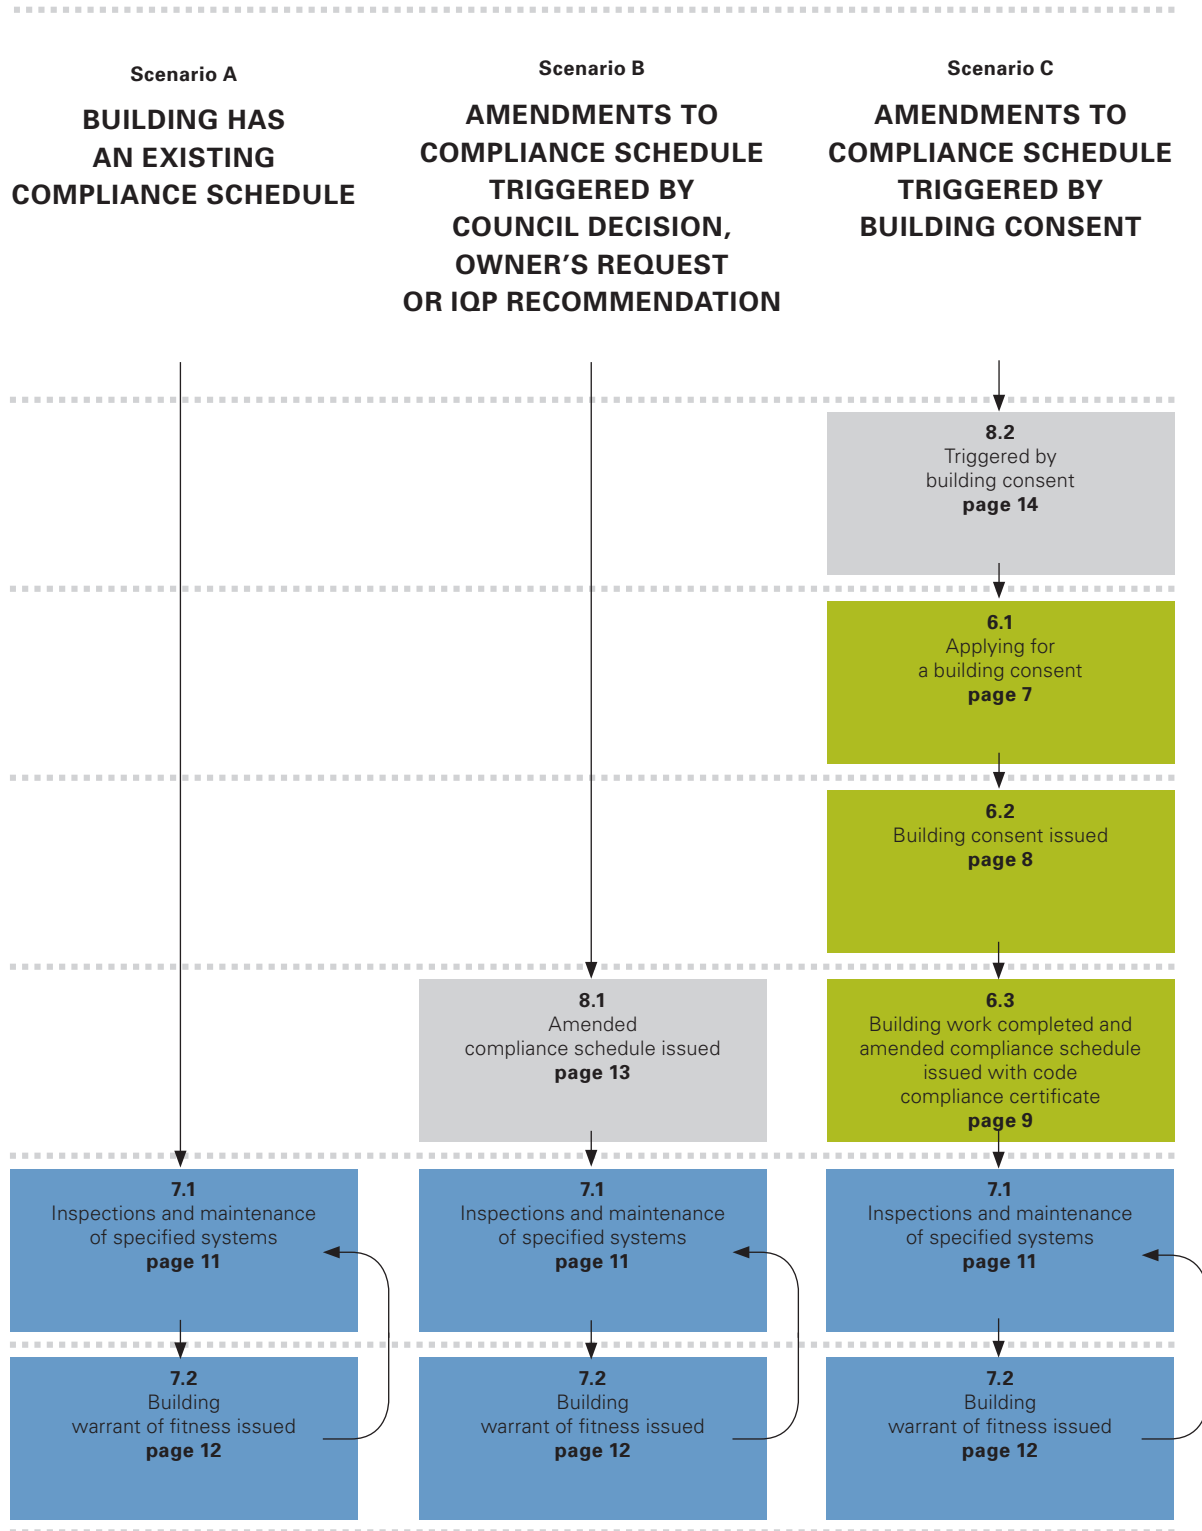 Scenario A
BUILDING HAS
AN EXISTING
COMPLIANCE SCHEDULE
Scenario B
AMENDMENTS TO
COMPLIANCE SCHEDULE
TRIGGERED BY
COUNCIL DECISION,
OWNER'S REQUEST
OR IQP RECOMMENDATION
Scenario C
AMENDMENTS TO
COMPLIANCE SCHEDULE
TRIGGERED BY
BUILDING CONSENT
8.2
Triggered by
building consent
page 14
6.1
Applying for
a building consent
page 7
6.2
Building consent issued
page 8
8.1
Amended
compliance schedule issued
page 13
6.3
Building work completed and
amended compliance schedule
issued with code
compliance certificate
page 9
7.1
Inspections and maintenance
of specified systems
page 11
7.1
Inspections and maintenance
of specified systems
page 11
7.1
Inspections and maintenance
of specified systems
page 11
7.2
Building
warrant of fitness issued
page 12
7.2
Building
warrant of fitness issued
page 12
7.2
Building
warrant of fitness issued
page 12